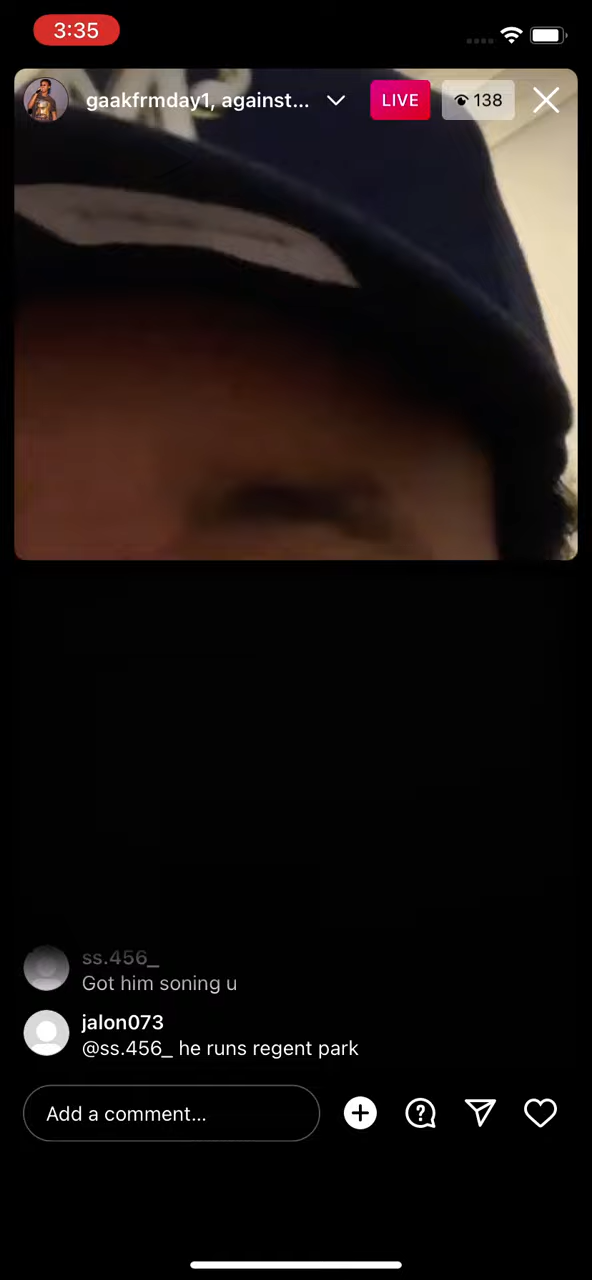 3:35
gaakfrmday1, against...
LIVE
138
ss.456_
Got him soning u
jalon073
@ss.456_ he runs regent park
Add a comment...